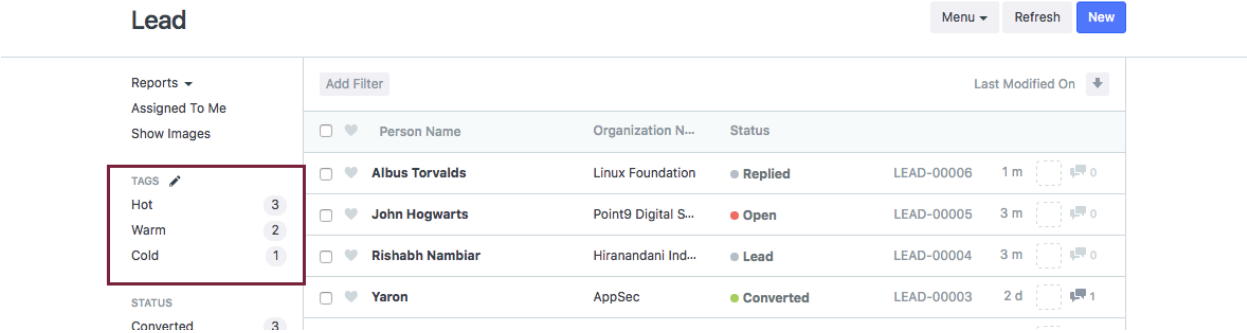 Lead
Menu Refresh New
Reports
Assigned To Me
Show Images
TAGS
Hot 3
Warm 2
Cold 1
STATUS
Converted 3
Add Filter Last Modified On
Person Name Organization N... Status
Albus Torvalds Linux Foundation Replied LEAD-00006 1 m 0
John Hogwarts Point9 Digital S... Open LEAD-00005 3 m 0
Rishabh Nambiar Hiranandani Ind... Lead LEAD-00004 3 m 0
Yaron AppSec Converted LEAD-00003 2 d 1